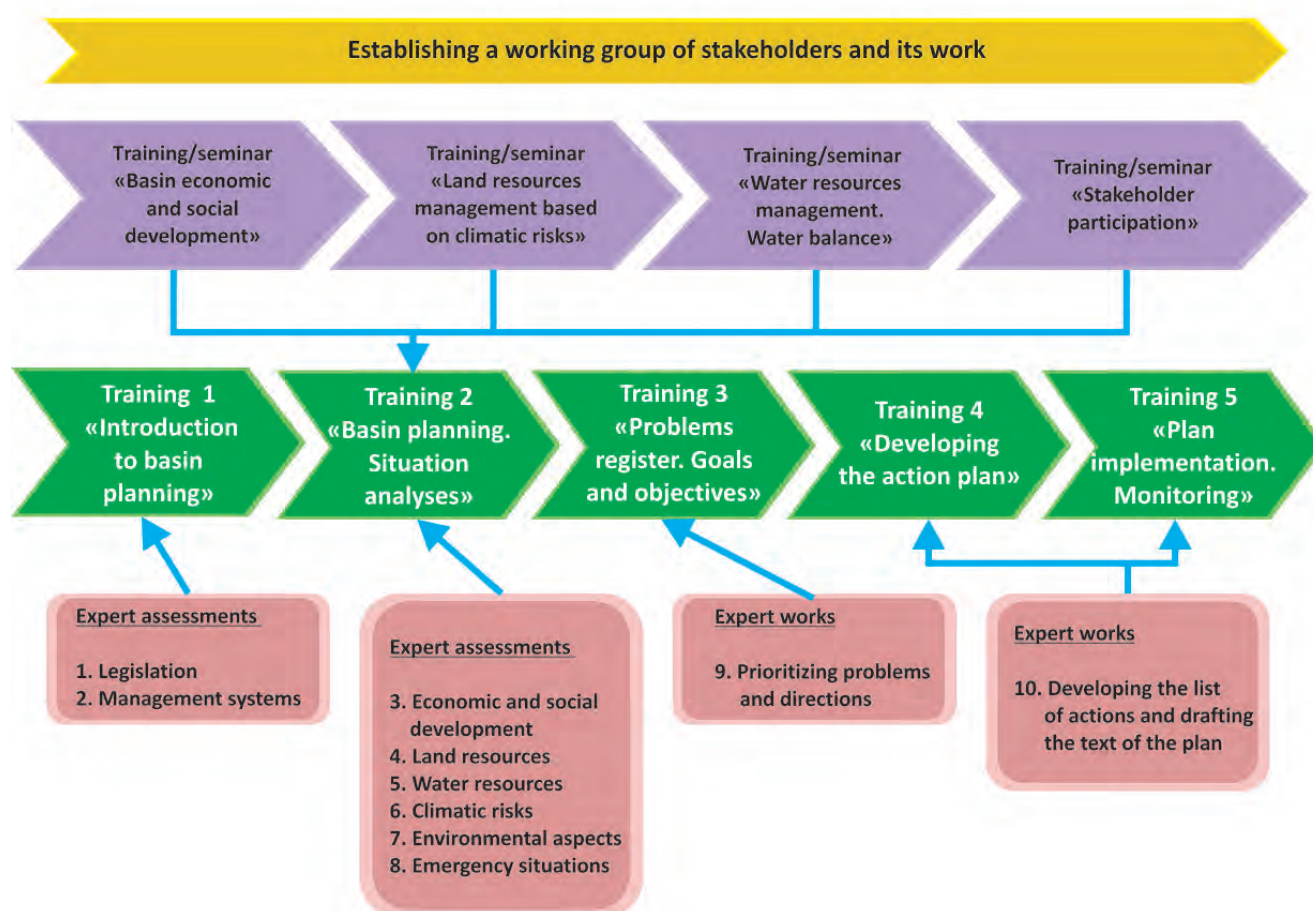 Establishing a working group of stakeholders and its work
Training/seminar
«Basin economic
and social
development»
Training/seminar
«Land resources
management based
on climatic risks»
Training/seminar
«Water resources
management.
Water balance»
Training/seminar
«Stakeholder
participation»
Training 1
«Introduction
to basin
planning»
Training 2
«Basin planning.
Situation
analyses»
Training 3
«Problems
register. Goals
and objectives»
Training 4
«Developing
the action plan»
Training 5
«Plan
implementation.
Monitoring»
Expert assessments
1. Legislation
2. Management systems
Expert assessments
3. Economic and social
development
4. Land resources
5. Water resources
6. Climatic risks
7. Environmental aspects
8. Emergency situations
Expert works
9. Prioritizing problems
and directions
Expert works
10. Developing the list
of actions and drafting
the text of the plan